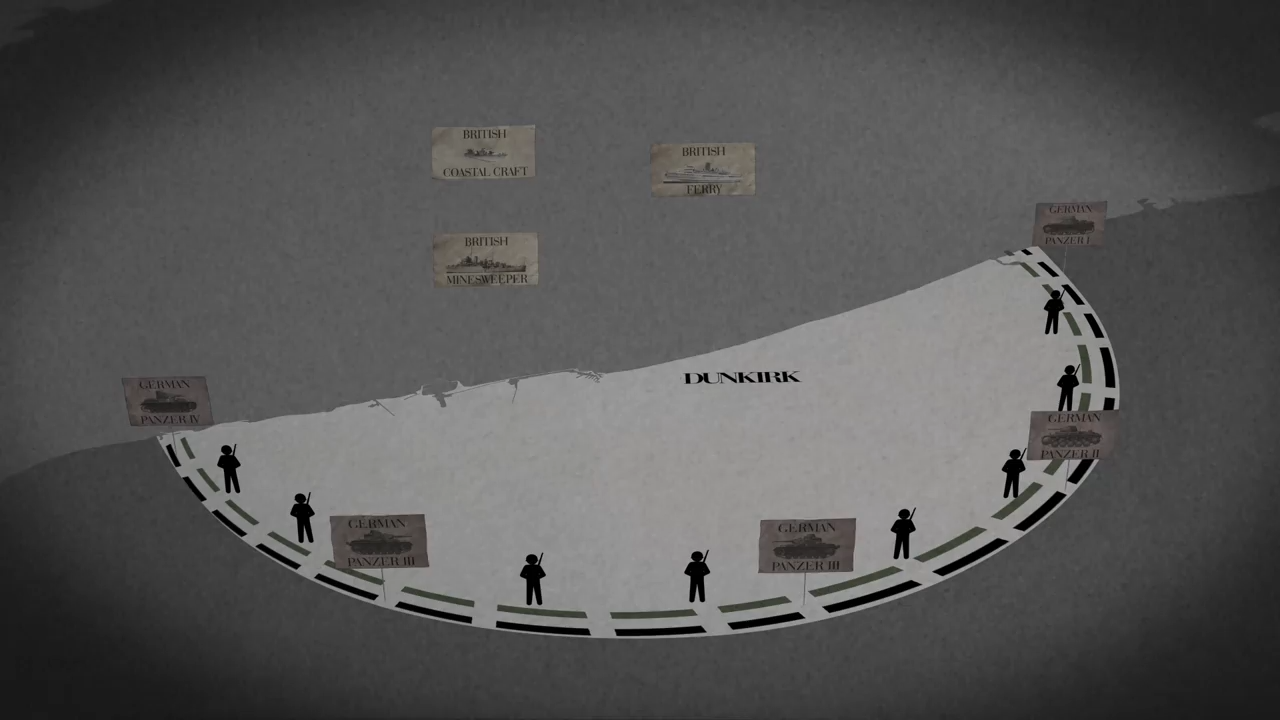 BRITISH
COASTAL CRAFT
BRITISH
FERRY
BRITISH
MINESWEEPER
GERMAN
PANZER I
DUNKIRK
GERMAN
PANZER IV
GERMAN
PANZER II
GERMAN
PANZER III
GERMAN
PANZER III